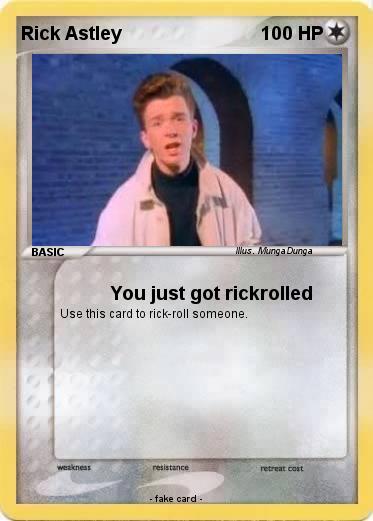 Rick Astley 100 HP
BASIC Illus. Munga Dunga
You just got rickrolled
Use this card to rick-roll someone.
weakness resistance retreat cost
- fake card -